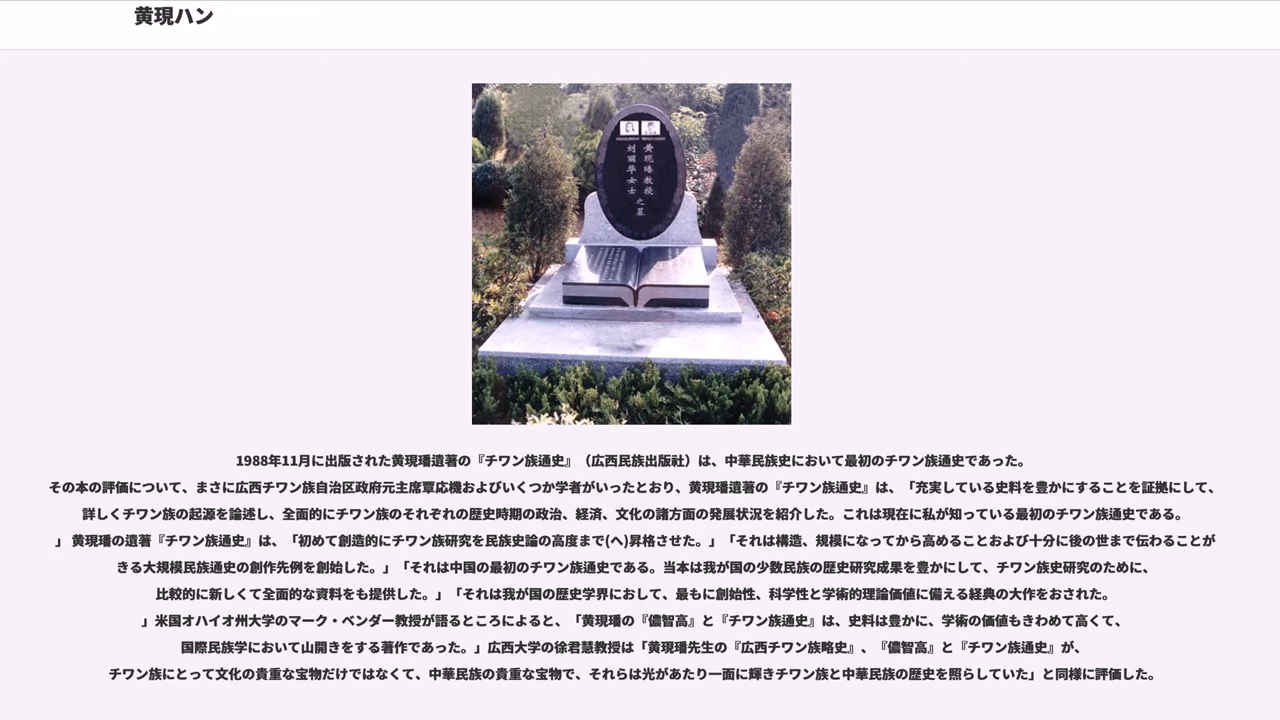 黄現ハン
黄现璠教授
刘丽华女士
之墓
1988年11月に出版された黄現璠遺著の『チワン族通史』（広西民族出版社）は、中華民族史において最初のチワン族通史であった。
その本の評価について、まさに広西チワン族自治区政府元主席覃応機およびいくつか学者がいったとおり、黄現璠遺著の『チワン族通史』は、「充実している史料を豊かにすることを証拠にして、
詳しくチワン族の起源を論述し、全面的にチワン族のそれぞれの歴史時期の政治、経済、文化の諸方面の発展状況を紹介した。これは現在に私が知っている最初のチワン族通史である。
」 黄現璠の遺著『チワン族通史』は、「初めて創造的にチワン族研究を民族史論の高度まで(へ)昇格させた。」「それは構造、規模になってから高めることおよび十分に後の世まで伝わることが
きる大規模民族通史の創作先例を創始した。」「それは中国の最初のチワン族通史である。当本は我が国の少数民族の歴史研究成果を豊かにして、チワン族史研究のために、
比較的に新しくて全面的な資料をも提供した。」「それは我が国の歴史学界におして、最もに創始性、科学性と学術的理論価値に備える経典の大作をおされた。
」米国オハイオ州大学のマーク・ベンダー教授が語るところによると、「黄現璠の『儂智高』と『チワン族通史』は、史料は豊かに、学術の価値もきわめて高くて、
国際民族学において山開きをする著作であった。」広西大学の徐君慧教授は「黄現璠先生の『広西チワン族略史』、『儂智高』と『チワン族通史』が、
チワン族にとって文化の貴重な宝物だけではなくて、中華民族の貴重な宝物で、それらは光があたり一面に輝きチワン族と中華民族の歴史を照らしていた」と同様に評価した。